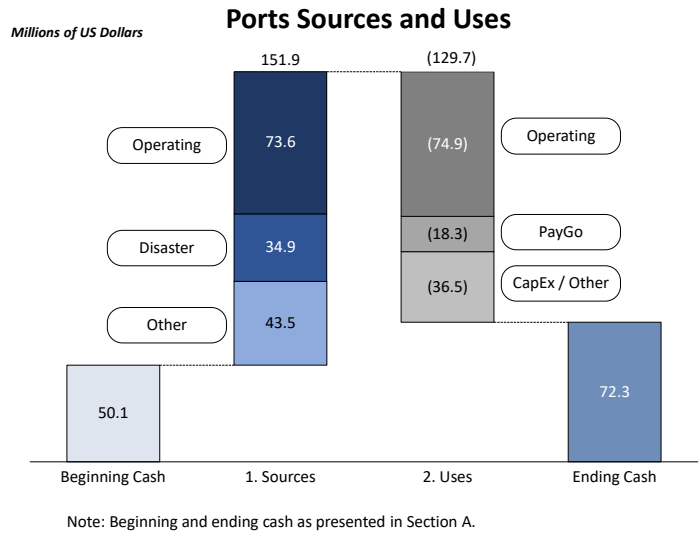 Ports Sources and Uses
Millions of US Dollars
151.9
(129.7)
Operating
73.6
(74.9)
Operating
Disaster
34.9
(18.3)
PayGo
Other
43.5
(36.5)
CapEx / Other
50.1
72.3
Beginning Cash
1. Sources
2. Uses
Ending Cash
Note: Beginning and ending cash as presented in Section A.